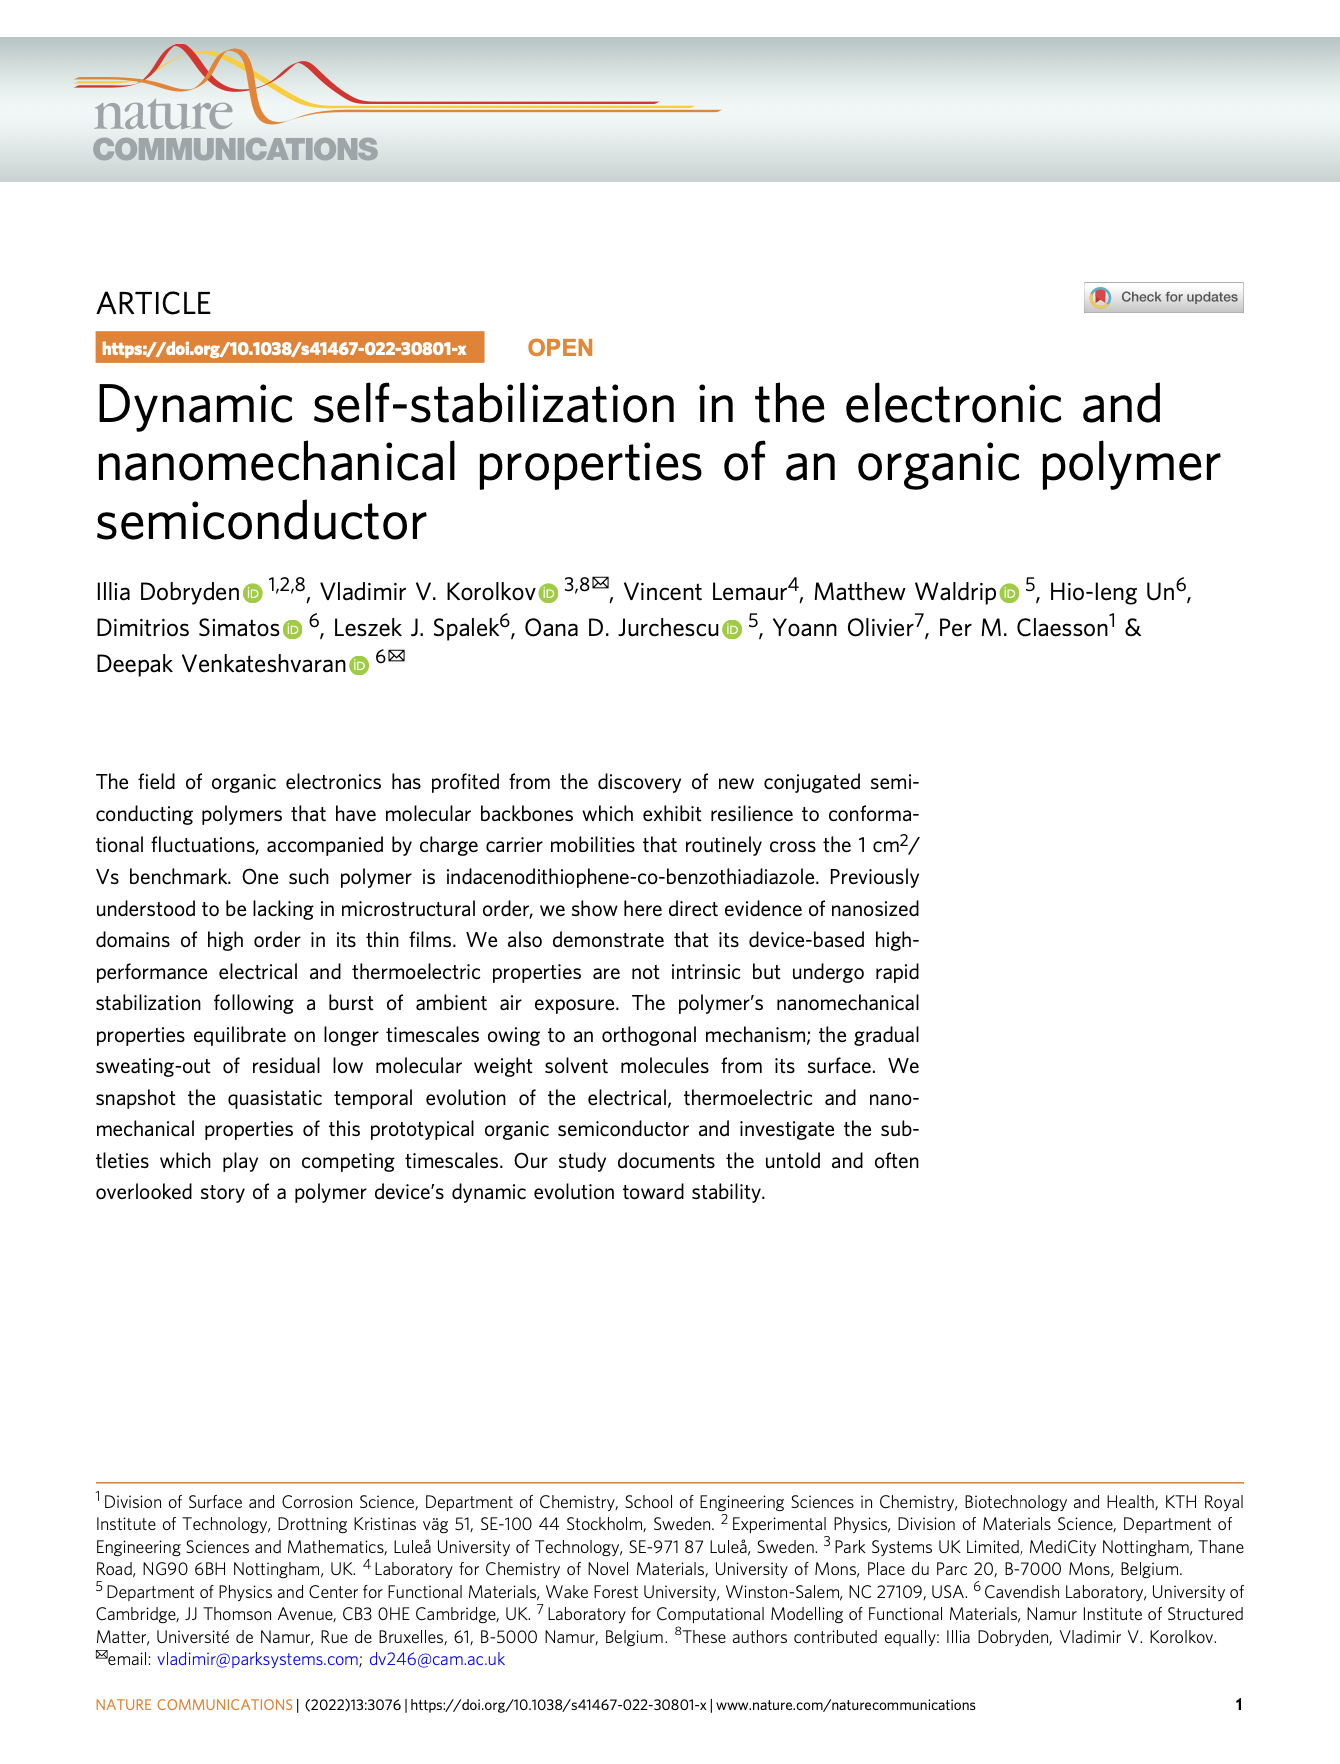 nature
COMMUNICATIONS
ARTICLE
Check for updates
https://doi.org/10.1038/s41467-022-30801-x
OPEN
Dynamic self-stabilization in the electronic and
nanomechanical properties of an organic polymer
semiconductor
Illia Dobryden 1,2,8, Vladimir V. Korolkov 3,8✉, Vincent Lemaur4, Matthew Waldrip 5, Hio-Ieng Un6,
Dimitrios Simatos 6, Leszek J. Spalek6, Oana D. Jurchescu 5, Yoann Olivier7, Per M. Claesson1 &
Deepak Venkateshvaran 6✉
The field of organic electronics has profited from the discovery of new conjugated semi-
conducting polymers that have molecular backbones which exhibit resilience to conforma-
tional fluctuations, accompanied by charge carrier mobilities that routinely cross the 1 cm2/
Vs benchmark. One such polymer is indacenodithiophene-co-benzothiadiazole. Previously
understood to be lacking in microstructural order, we show here direct evidence of nanosized
domains of high order in its thin films. We also demonstrate that its device-based high-
performance electrical and thermoelectric properties are not intrinsic but undergo rapid
stabilization following a burst of ambient air exposure. The polymer's nanomechanical
properties equilibrate on longer timescales owing to an orthogonal mechanism; the gradual
sweating-out of residual low molecular weight solvent molecules from its surface. We
snapshot the quasistatic temporal evolution of the electrical, thermoelectric and nano-
mechanical properties of this prototypical organic semiconductor and investigate the sub-
tleties which play on competing timescales. Our study documents the untold and often
overlooked story of a polymer device's dynamic evolution toward stability.
1 Division of Surface and Corrosion Science, Department of Chemistry, School of Engineering Sciences in Chemistry, Biotechnology and Health, KTH Royal
Institute of Technology, Drottning Kristinas väg 51, SE-100 44 Stockholm, Sweden. 2 Experimental Physics, Division of Materials Science, Department of
Engineering Sciences and Mathematics, Luleå University of Technology, SE-971 87 Luleå, Sweden. 3 Park Systems UK Limited, MediCity Nottingham, Thane
Road, NG90 6BH Nottingham, UK. 4 Laboratory for Chemistry of Novel Materials, University of Mons, Place du Parc 20, B-7000 Mons, Belgium.
5 Department of Physics and Center for Functional Materials, Wake Forest University, Winston-Salem, NC 27109, USA. 6 Cavendish Laboratory, University of
Cambridge, JJ Thomson Avenue, CB3 0HE Cambridge, UK. 7 Laboratory for Computational Modelling of Functional Materials, Namur Institute of Structured
Matter, Université de Namur, Rue de Bruxelles, 61, B-5000 Namur, Belgium. 8These authors contributed equally: Illia Dobryden, Vladimir V. Korolkov.
✉email: vladimir@parksystems.com; dv246@cam.ac.uk
NATURE COMMUNICATIONS | (2022)13:3076 | https://doi.org/10.1038/s41467-022-30801-x | www.nature.com/naturecommunications 1